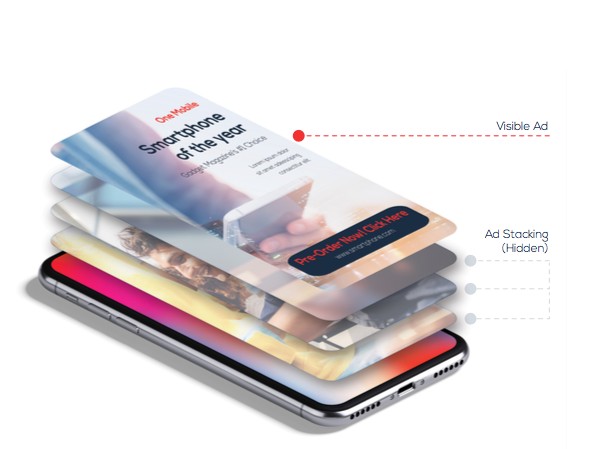 One Mobile
Smartphone
of the year
Gadget Magazine's #1 Choice
Lorem ipsum dolor
sit amet adipiscing
consectetur elit
Pre-Order Now | Click Here
www.smartphone.com
Visible Ad
Ad Stacking
(Hidden)